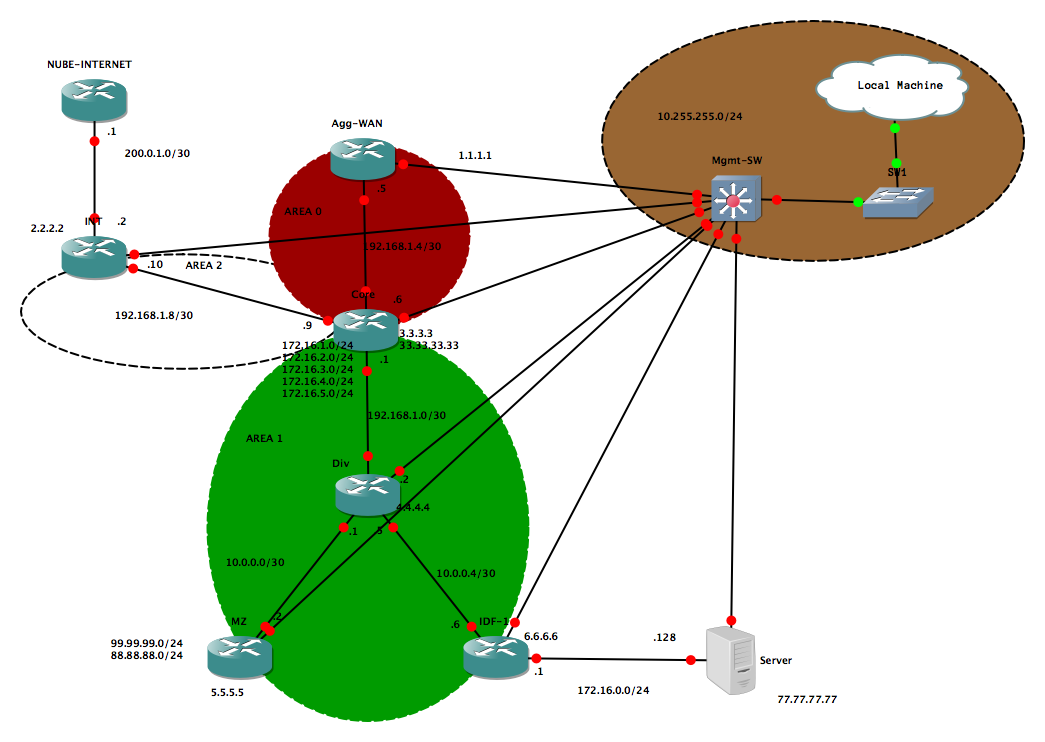 NUBE-INTERNET
.1
200.0.1.0/30
INT
.2
2.2.2.2
.10
AREA 2
192.168.1.8/30
.9
Agg-WAN
1.1.1.1
.5
AREA 0
192.168.1.4/30
Core
.6
3.3.3.3
33.33.33.33
172.16.1.0/24
172.16.2.0/24
172.16.3.0/24
172.16.4.0/24
172.16.5.0/24
.1
192.168.1.0/30
AREA 1
Div
.2
4.4.4.4
.1
.5
10.0.0.0/30
10.0.0.4/30
MZ
.2
99.99.99.0/24
88.88.88.0/24
5.5.5.5
.6
IDF-1
6.6.6.6
.1
172.16.0.0/24
.128
Server
77.77.77.77
10.255.255.0/24
Mgmt-SW
Local Machine
SW1